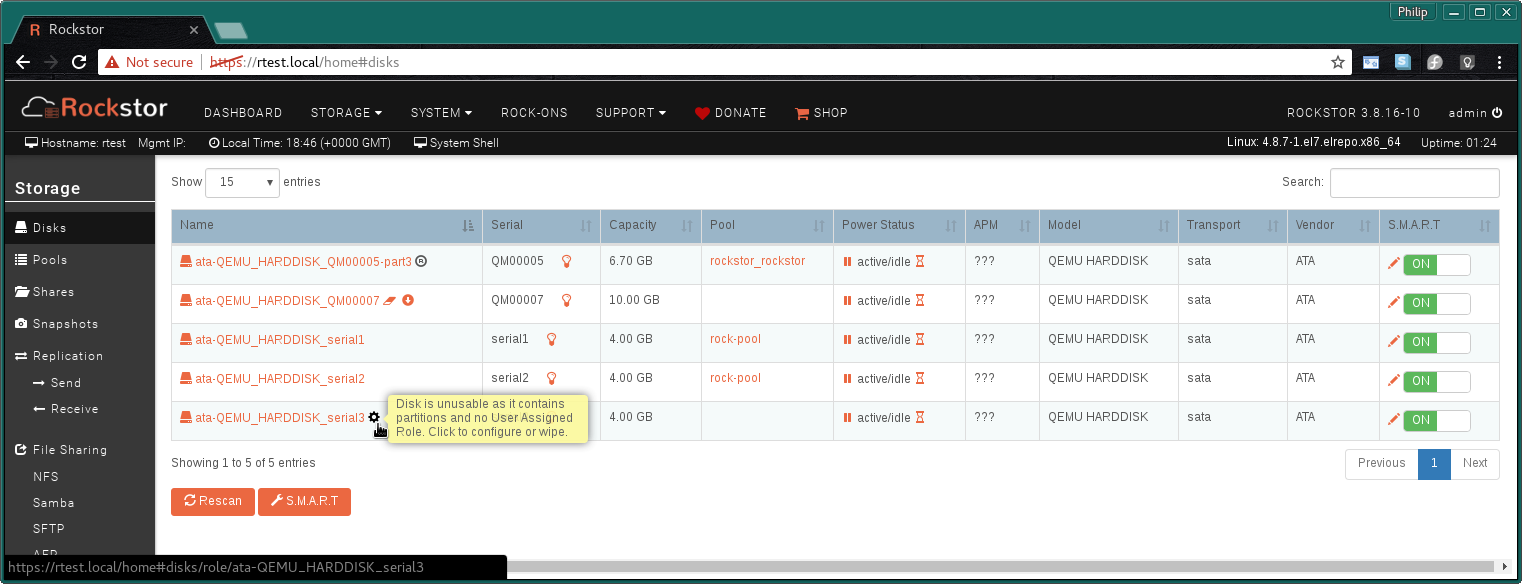 Philip
R Rockstor
Not secure https://rtest.local/home#disks
Rockstor DASHBOARD STORAGE SYSTEM ROCK-ONS SUPPORT DONATE SHOP ROCKSTOR 3.8.16-10 admin
Hostname: rtest Mgmt IP: Local Time: 18:46 (+0000 GMT) System Shell Linux: 4.8.7-1.el7.elrepo.x86_64 Uptime: 01:24
Storage
Disks
Pools
Shares
Snapshots
Replication
Send
Receive
File Sharing
NFS
Samba
SFTP
AFP
Show 15 entries Search:
Name Serial Capacity Pool Power Status APM Model Transport Vendor S.M.A.R.T
ata-QEMU_HARDDISK_QM00005-part3 R QM00005 6.70 GB rockstor_rockstor active/idle ??? QEMU HARDDISK sata ATA ON
ata-QEMU_HARDDISK_QM00007 QM00007 10.00 GB active/idle ??? QEMU HARDDISK sata ATA ON
ata-QEMU_HARDDISK_serial1 serial1 4.00 GB rock-pool active/idle ??? QEMU HARDDISK sata ATA ON
ata-QEMU_HARDDISK_serial2 serial2 4.00 GB rock-pool active/idle ??? QEMU HARDDISK sata ATA ON
ata-QEMU_HARDDISK_serial3 4.00 GB active/idle ??? QEMU HARDDISK sata ATA ON
Disk is unusable as it contains
partitions and no User Assigned
Role. Click to configure or wipe.
Showing 1 to 5 of 5 entries Previous 1 Next
Rescan S.M.A.R.T
https://rtest.local/home#disks/role/ata-QEMU_HARDDISK_serial3